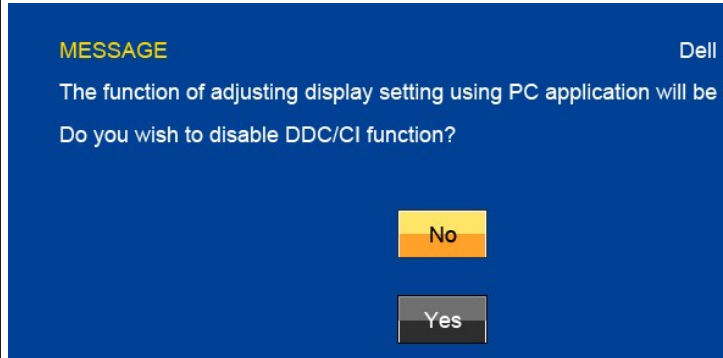 MESSAGE Dell
The function of adjusting display setting using PC application will be
Do you wish to disable DDC/CI function?
No
Yes